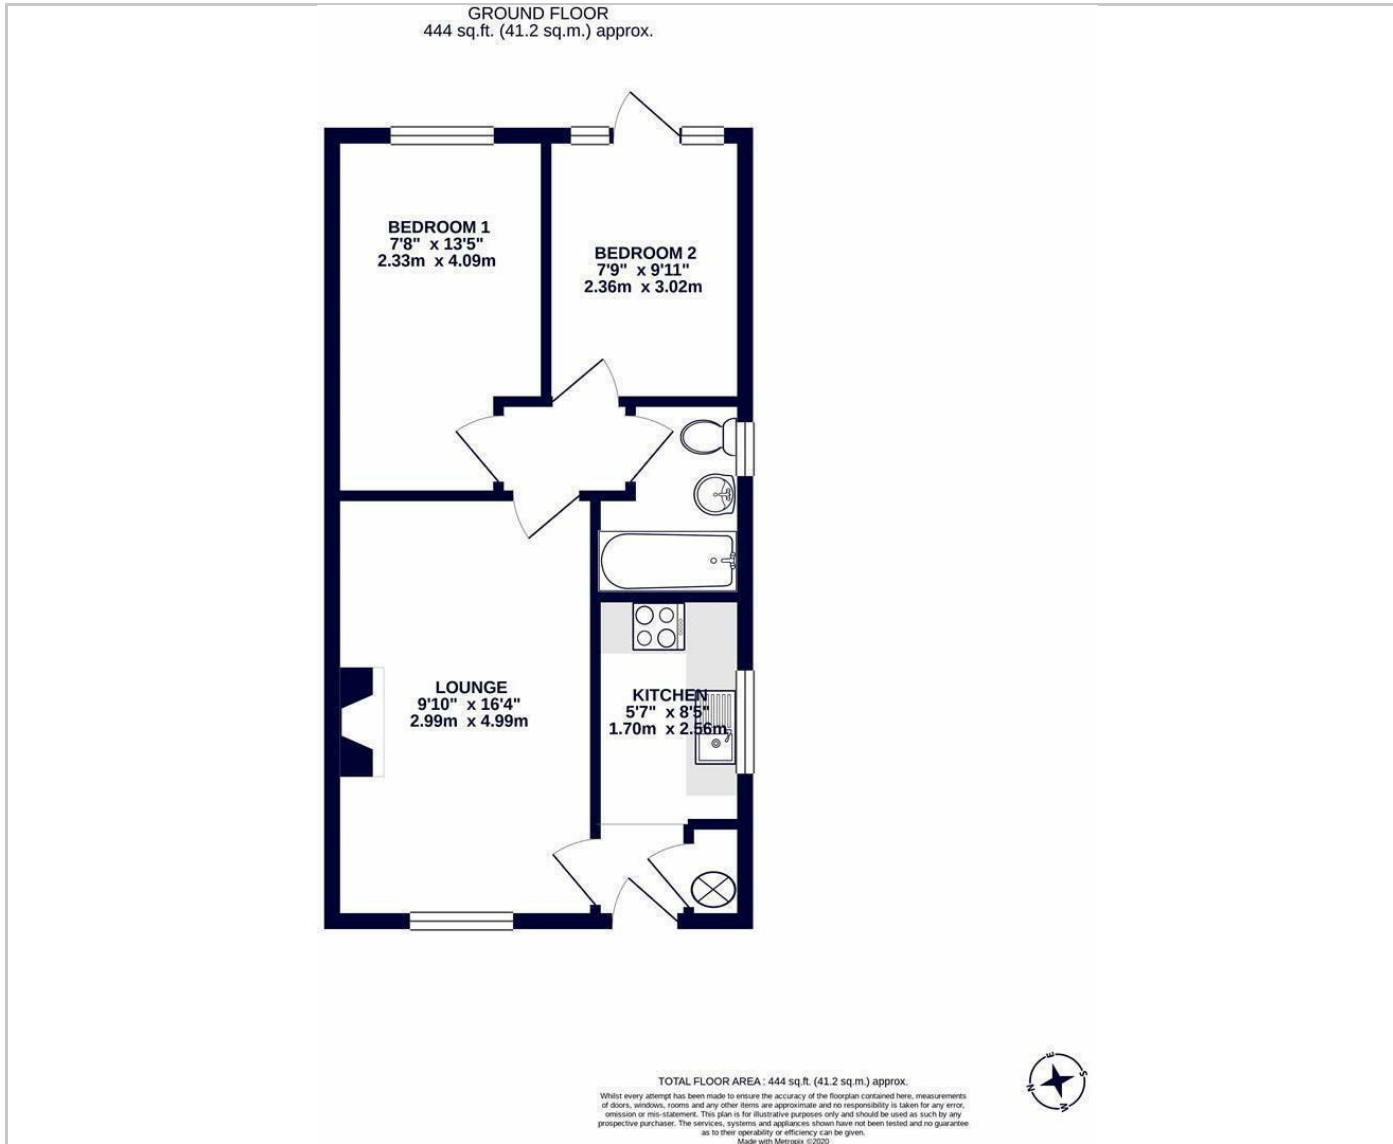 GROUND FLOOR
444 sq.ft. (41.2 sq.m.) approx.
BEDROOM 1
7'8" x 13'5"
2.33m x 4.09m
BEDROOM 2
7'9" x 9'11"
2.36m x 3.02m
LOUNGE
9'10" x 16'4"
2.99m x 4.99m
KITCHEN
5'7" x 8'5"
1.70m x 2.56m
E
S
N
W
TOTAL FLOOR AREA : 444 sq.ft. (41.2 sq.m.) approx.
Whilst every attempt has been made to ensure the accuracy of the floorplan contained here, measurements
of doors, windows, rooms and any other items are approximate and no responsibility is taken for any error,
omission or mis-statement. This plan is for illustrative purposes only and should be used as such by any
prospective purchaser. The services, systems and appliances shown have not been tested and no guarantee
as to their operability or efficiency can be given.
Made with Metropix ©2020